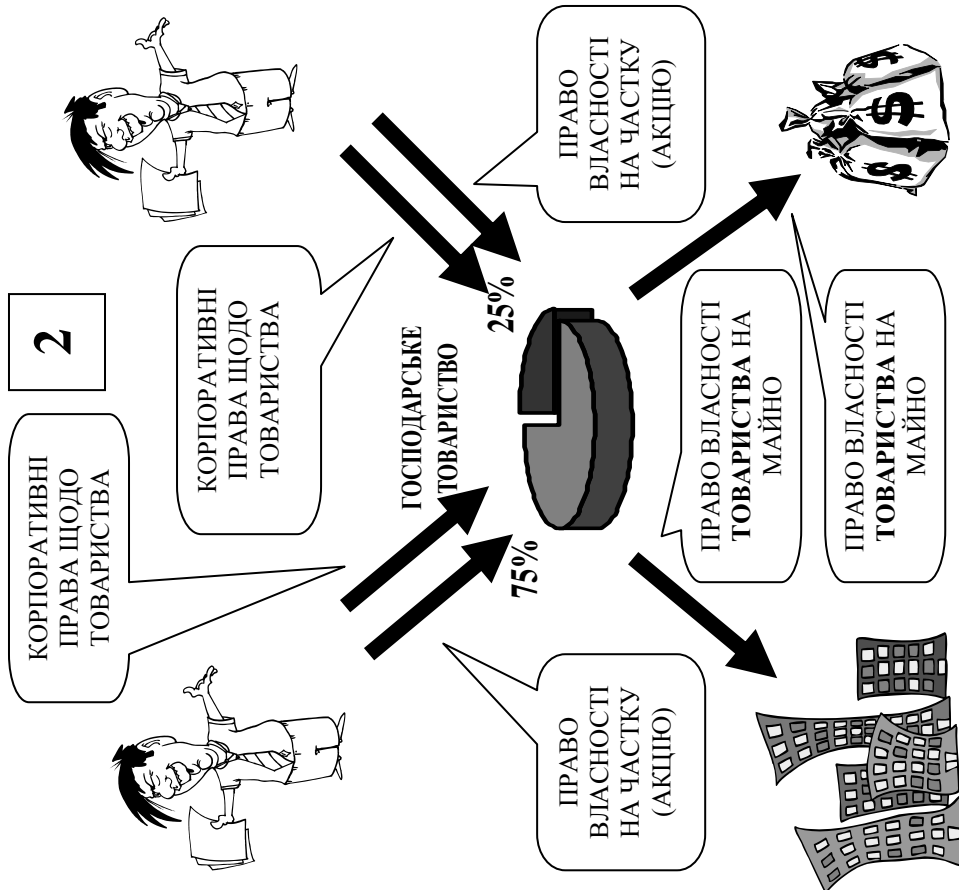 2
КОРПОРАТИВНІ
ПРАВА ЩОДО
ТОВАРИСТВА
КОРПОРАТИВНІ
ПРАВА ЩОДО
ТОВАРИСТВА
ГОСПОДАРСЬКЕ
ТОВАРИСТВО
75%
25%
ПРАВО
ВЛАСНОСТІ
НА ЧАСТКУ
(АКЦІЮ)
ПРАВО
ВЛАСНОСТІ
НА ЧАСТКУ
(АКЦІЮ)
ПРАВО ВЛАСНОСТІ
ТОВАРИСТВА НА
МАЙНО
ПРАВО ВЛАСНОСТІ
ТОВАРИСТВА НА
МАЙНО
$
$
$